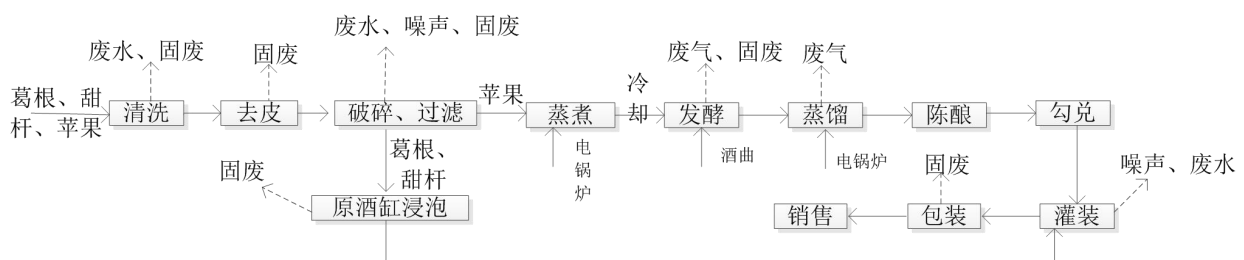 废水、噪声、固废
废水、固废
固废
废气、固废
废气
葛根、甜
杆、苹果
清洗
去皮
破碎、过滤
苹果
蒸煮
冷
却
发酵
蒸馏
陈酿
勾兑
电
锅
炉
酒曲
电锅炉
葛根、
甜杆
固废
原酒缸浸泡
固废
噪声、废水
销售
包装
灌装